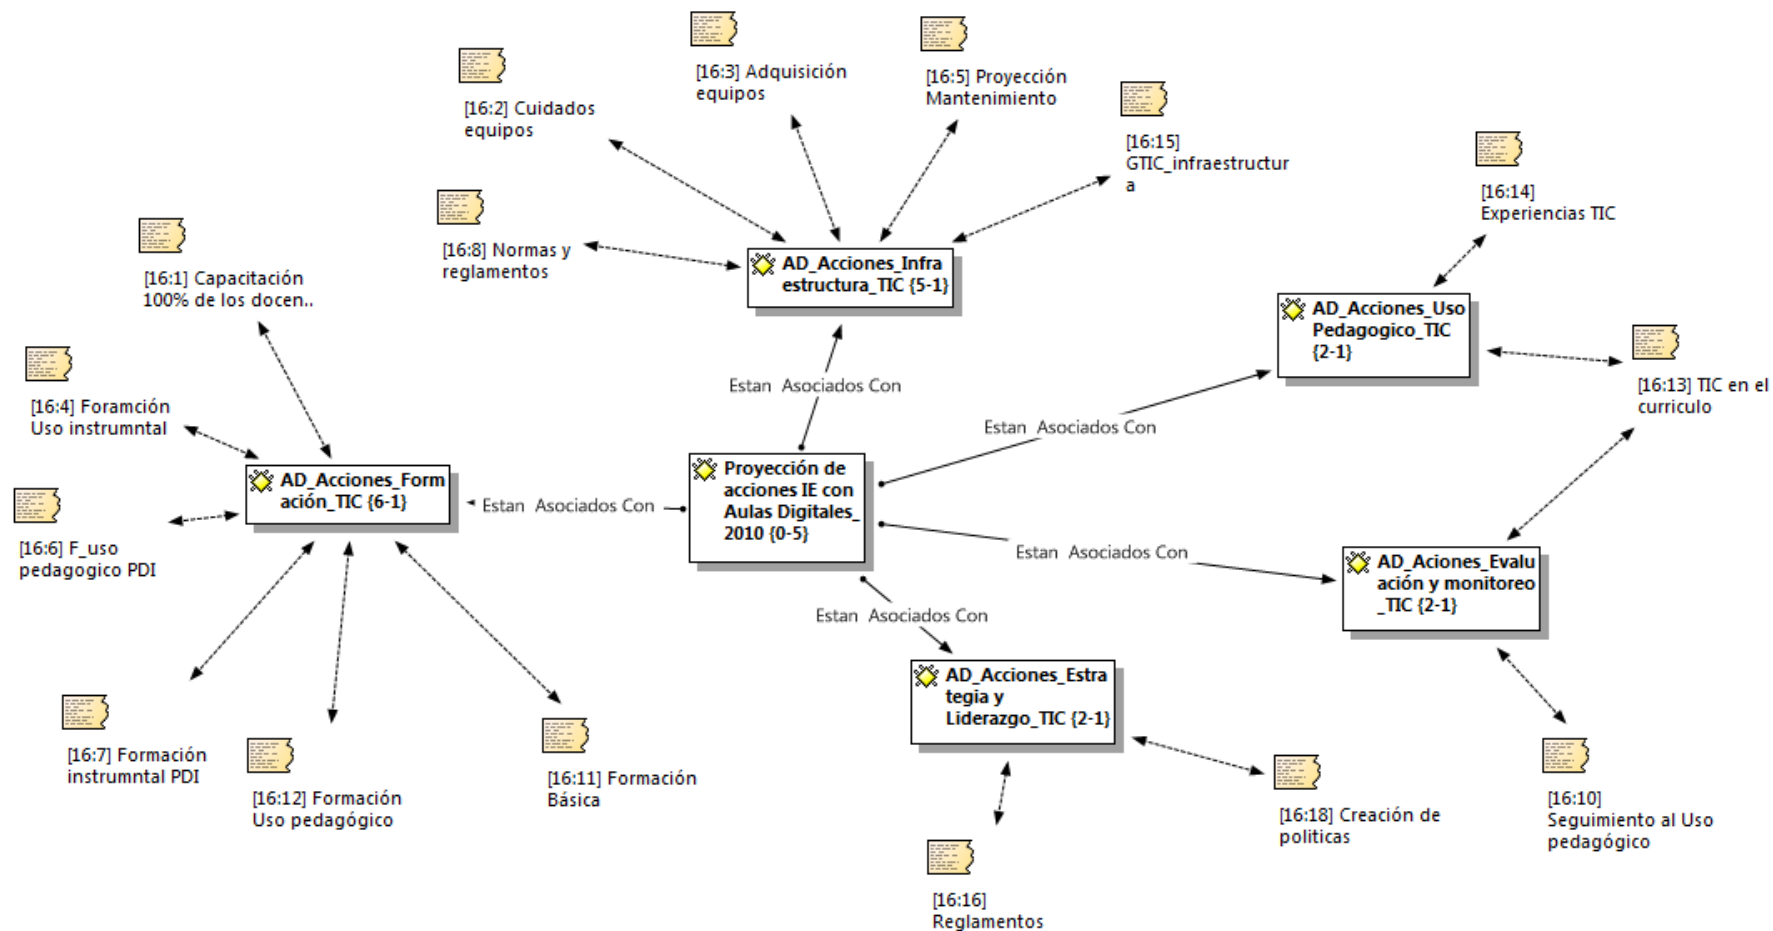 [16:3] Adquisición
equipos
[16:5] Proyección
Mantenimiento
[16:2] Cuidados
equipos
[16:15]
GTIC_infraestructur
a
[16:14]
Experiencias TIC
[16:8] Normas y
reglamentos
AD_Acciones_Infra
estructura_TIC {5-1}
[16:1] Capacitación
100% de los docen..
AD_Acciones_Uso
Pedagogico_TIC
{2-1}
[16:13] TIC en el
curriculo
Estan Asociados Con
[16:4] Foramción
Uso instrumntal
Estan Asociados Con
AD_Acciones_Form
ación_TIC {6-1}
Estan Asociados Con
Proyección de
acciones IE con
Aulas Digitales_
2010 {0-5}
[16:6] F_uso
pedagogico PDI
Estan Asociados Con
AD_Aciones_Evalu
ación y monitoreo
_TIC {2-1}
Estan Asociados Con
AD_Acciones_Estra
tegia y
Liderazgo_TIC {2-1}
[16:7] Formación
instrumntal PDI
[16:12] Formación
Uso pedagógico
[16:11] Formación
Básica
[16:18] Creación de
politicas
[16:10]
Seguimiento al Uso
pedagógico
[16:16]
Reglamentos